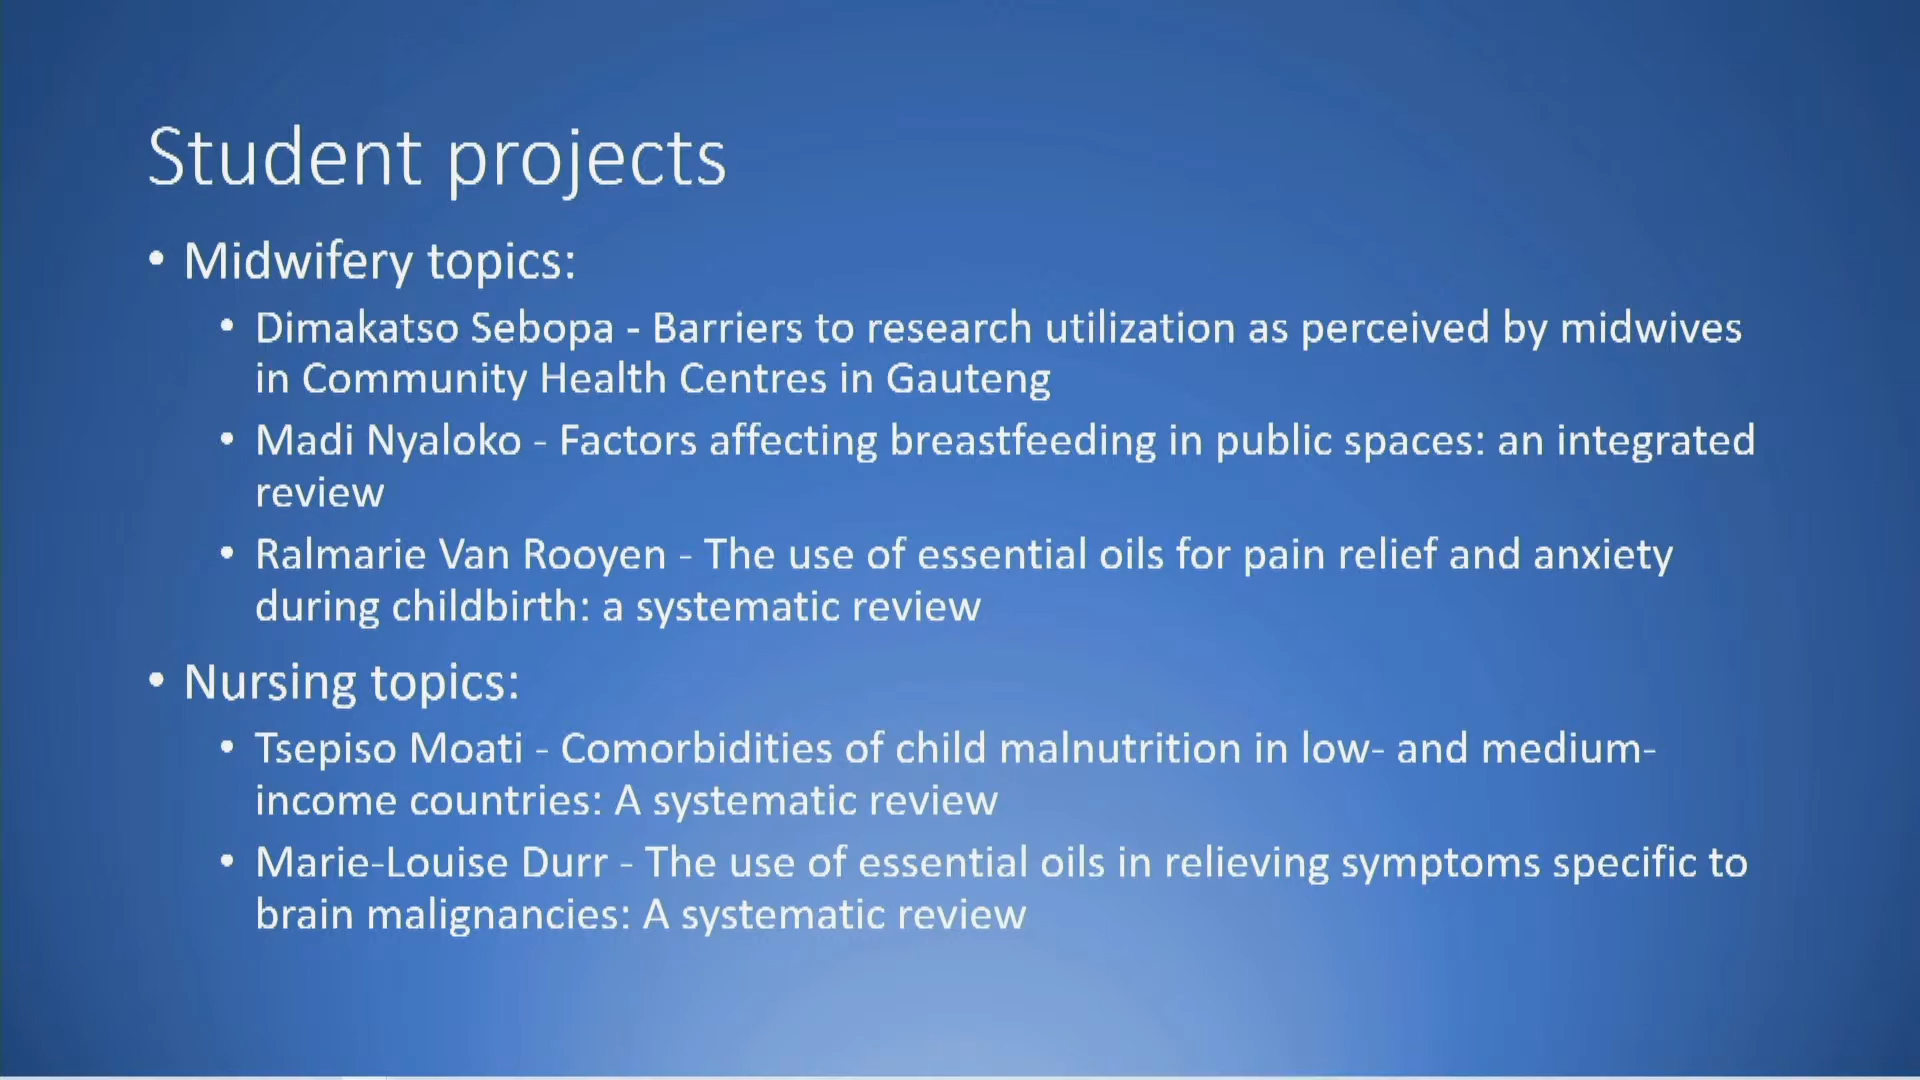 Student projects
• Midwifery topics:
• Dimakatso Sebopa - Barriers to research utilization as perceived by midwives
in Community Health Centres in Gauteng
• Madi Nyaloko - Factors affecting breastfeeding in public spaces: an integrated
review
• Ralmarie Van Rooyen - The use of essential oils for pain relief and anxiety
during childbirth: a systematic review
• Nursing topics:
• Tsepiso Moati - Comorbidities of child malnutrition in low- and medium-
income countries: A systematic review
• Marie-Louise Durr - The use of essential oils in relieving symptoms specific to
brain malignancies: A systematic review